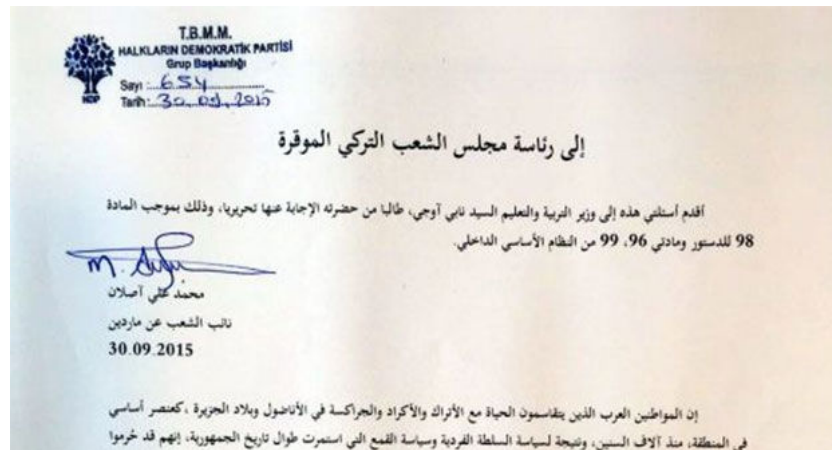 T.B.M.M.
HALKLARIN DEMOKRATİK PARTİSİ
Grup Başkanlığı
Sayı: 654
Tarih: 30.09.2015
HDP
إلى رئاسة مجلس الشعب التركي الموقرة
أقدم أسئلتي هذه إلى وزير التربية والتعليم السيد نابي آوجي، طالبا من حضرته الإجابة عنها تحريريا، وذلك بموجب المادة
98 للدستور ومادتي 96، 99 من النظام الأساسي الداخلي.
محمد علي آصلان
نائب الشعب عن ماردين
30.09.2015
إن المواطنين العرب الذين يتقاسمون الحياة مع الأتراك والأكراد والجراكسة في الأناضول وبلاد الجزيرة ،كعنصر أساسي
في المنطقة، منذ آلاف السنين، ونتيجة لسياسة السلطة الفردية وسياسة القمع التي استمرت طوال تاريخ الجمهورية، إنهم قد حُرموا